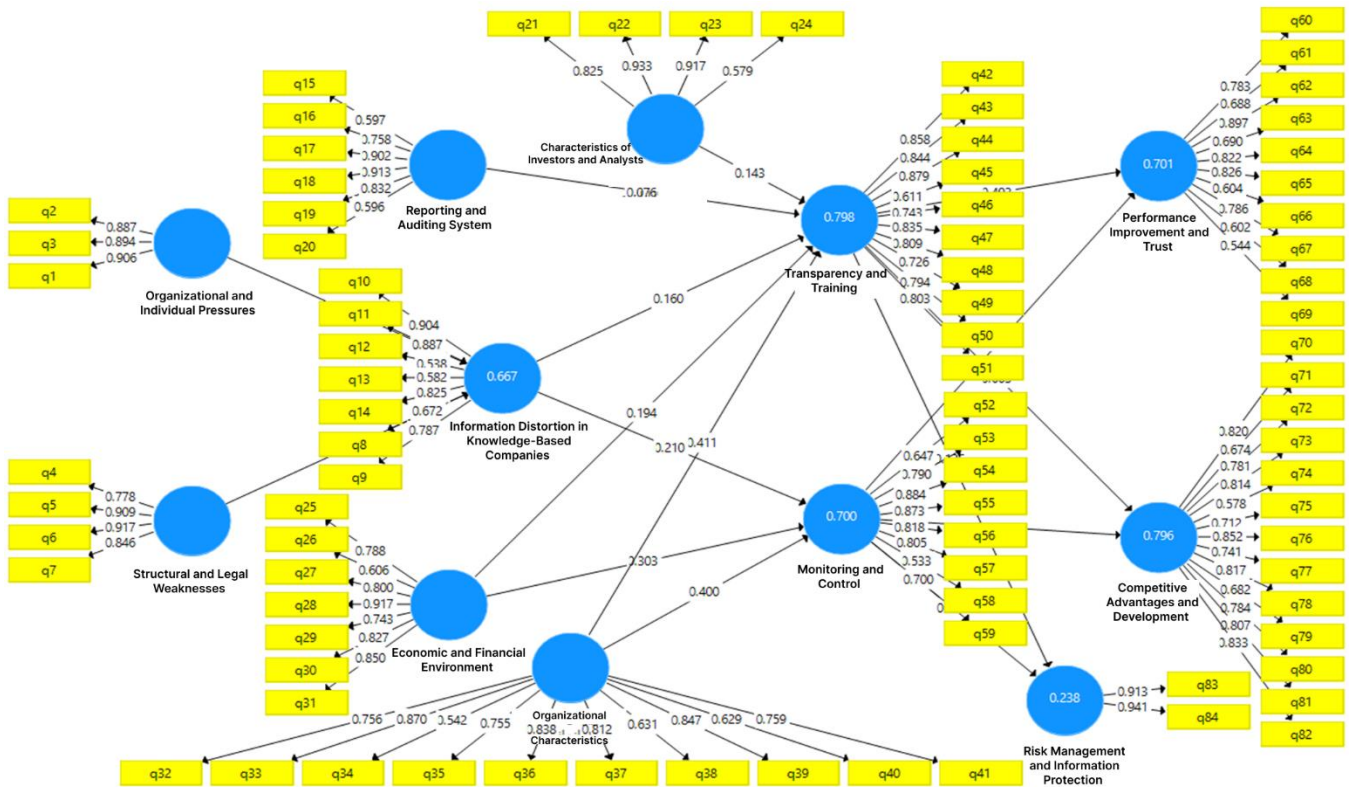 q21
q22
q23
q24
0.825
0.933
0.917
0.579
Characteristics of
Investors and Analysts
0.143
q15
q16
q17
q18
q19
q20
0.597
0.758
0.902
0.913
0.832
0.596
Reporting and
Auditing System
q2
q3
q1
0.887
0.894
0.906
Organizational and
Individual Pressures
q10
q11
q12
q13
q14
q8
q9
0.904
0.887
0.538
0.582
0.825
0.672
0.787
0.667
Information Distortion in
Knowledge-Based
Companies
0.160
0.194
0.210
0.411
q4
q5
q6
q7
0.778
0.909
0.917
0.846
Structural and Legal
Weaknesses
q25
q26
q27
q28
q29
q30
q31
0.788
0.606
0.800
0.917
0.743
0.827
0.850
Economic and Financial
Environment
0.303
0.400
Organizational
Characteristics
0.756
0.870
0.542
0.755
0.838
0.812
0.631
0.847
0.629
0.759
q32
q33
q34
q35
q36
q37
q38
q39
q40
q41
0.798
Transparency and
Training
q42
q43
q44
q45
q46
q47
q48
q49
q50
q51
0.858
0.844
0.879
0.611
0.743
0.835
0.809
0.726
0.794
0.803
0.700
Monitoring and
Control
q52
q53
q54
q55
q56
q57
q58
q59
0.647
0.790
0.884
0.873
0.818
0.805
0.533
0.700
0.701
Performance
Improvement and
Trust
q60
q61
q62
q63
q64
q65
q66
q67
q68
q69
0.783
0.688
0.897
0.690
0.822
0.826
0.604
0.786
0.602
0.544
0.796
Competitive
Advantages and
Development
q70
q71
q72
q73
q74
q75
q76
q77
q78
q79
q80
q81
q82
0.820
0.674
0.781
0.814
0.578
0.712
0.852
0.741
0.817
0.682
0.784
0.807
0.833
0.238
Risk Management
and Information
Protection
0.913
0.941
q83
q84